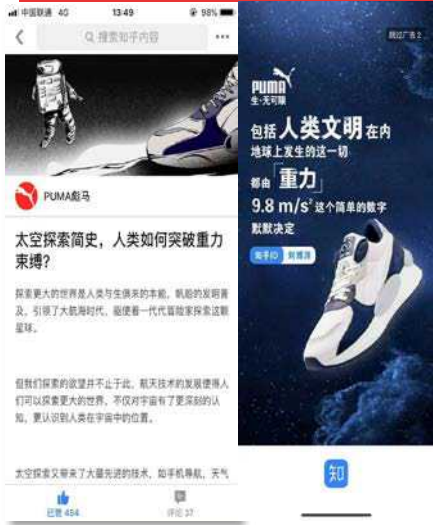 中国联通 4G 13:49 98%
搜索知乎内容
PUMA彪马
太空探索简史，人类如何突破重力
束缚？
探索更大的世界是人类与生俱来的本能，帆船的发明普
及，引领了大航海时代，驱使着一代代冒险家探索这颗
星球。
但我们探索的欲望并不止于此，航天技术的发展使得人
们可以探索更大的世界，不仅对宇宙有了更深刻的认
知，更认识到人类在宇宙中的位置。
太空探索又带来了大量先进的技术，如手机导航，天气
已赞 454
评论 37
跳过广告 2
PUMA
生·无可限
包括人类文明在内
地球上发生的这一切
都由「重力」
9.8 m/s² 这个简单的数字
默默决定
知乎ID 刘博洋
知